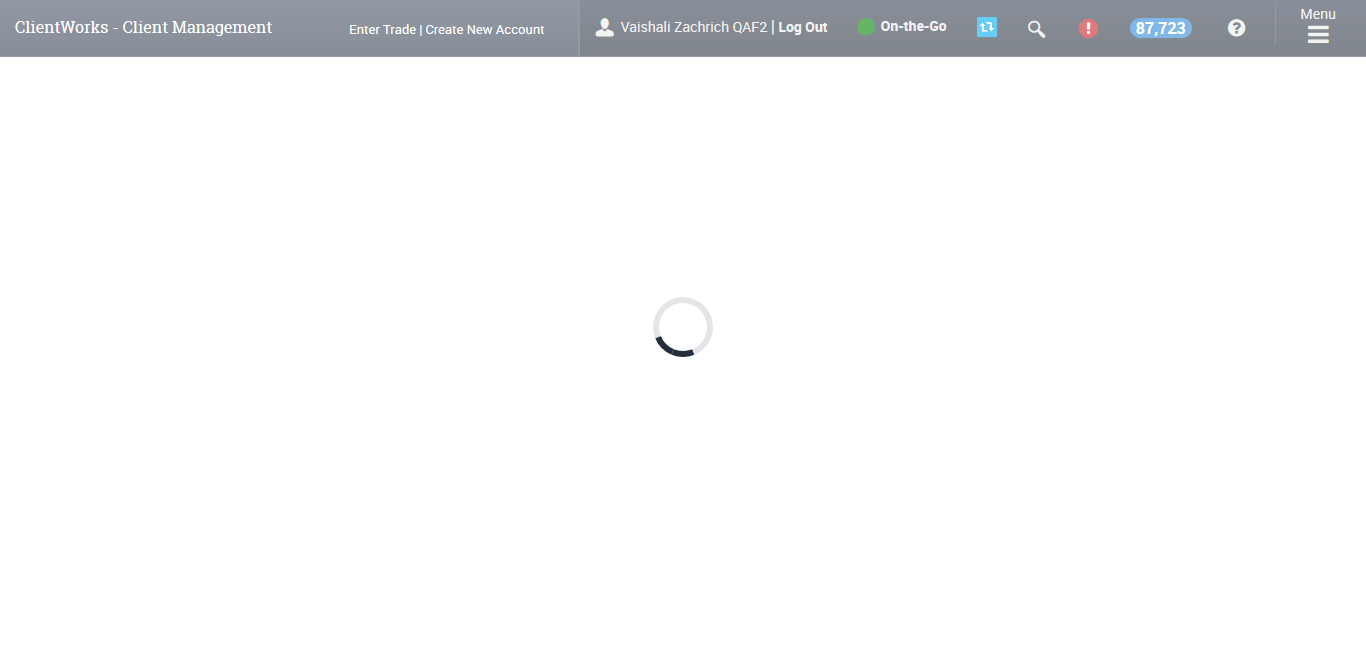 ClientWorks - Client Management
Enter Trade | Create New Account
Vaishali Zachrich QAF2 | Log Out
On-the-Go
87,723
Menu